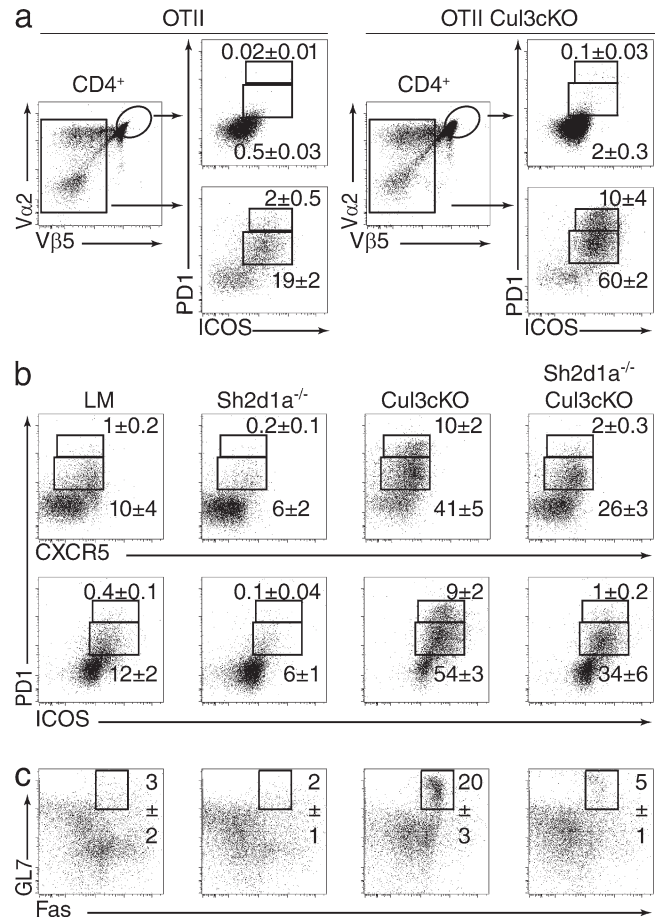 a
OTII OTII Cul3cKO
CD4⁺ 0.02±0.01 CD4⁺ 0.1±0.03
0.5±0.03 2±0.3
Vα2 Vα2
Vβ5 Vβ5
2±0.5 10±4
19±2 60±2
PD1 PD1
ICOS ICOS
b
LM Sh2d1a⁻/⁻ Cul3cKO Sh2d1a⁻/⁻
Cul3cKO
1±0.2 0.2±0.1 10±2 2±0.3
10±4 6±2 41±5 26±3
CXCR5
0.4±0.1 0.1±0.04 9±2 1±0.2
12±2 6±1 54±3 34±6
PD1
ICOS
c
3 2 20 5
± ± ± ±
2 1 3 1
GL7
Fas